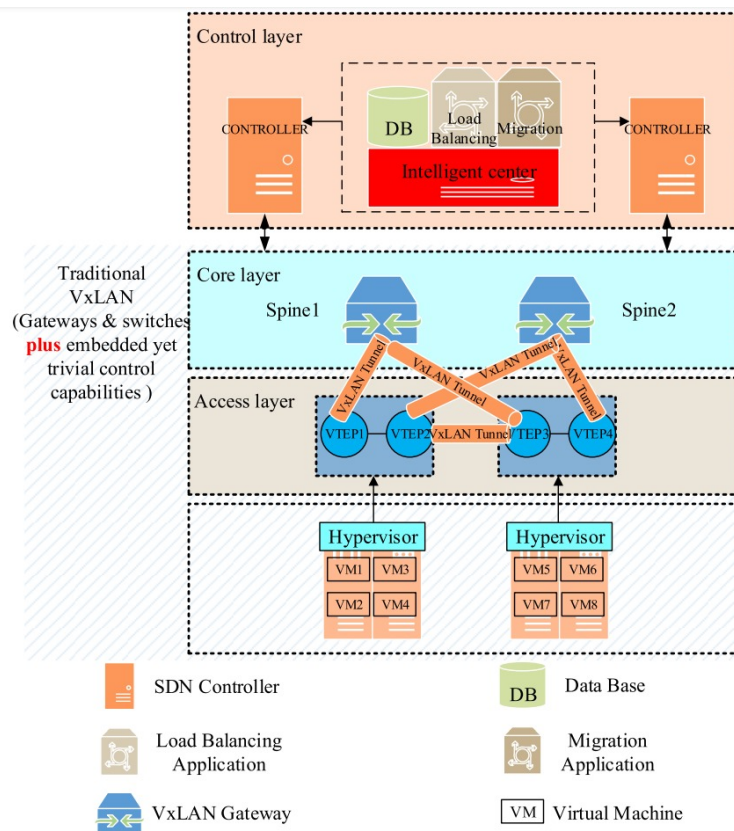 Control layer
CONTROLLER
DB
Load
Balancing
Migration
CONTROLLER
Intelligent center
Traditional
VxLAN
(Gateways & switches
plus embedded yet
trivial control
capabilities )
Core layer
Spine1
Spine2
VxLAN Tunnel
VxLAN Tunnel
VxLAN Tunnel
VxLAN Tunnel
Access layer
VTEP1
VTEP2
VxLAN Tunnel
VTEP3
VTEP4
Hypervisor
Hypervisor
VM1
VM3
VM5
VM6
VM2
VM4
VM7
VM8
SDN Controller
DB
Data Base
Load Balancing
Application
Migration
Application
VxLAN Gateway
VM
Virtual Machine